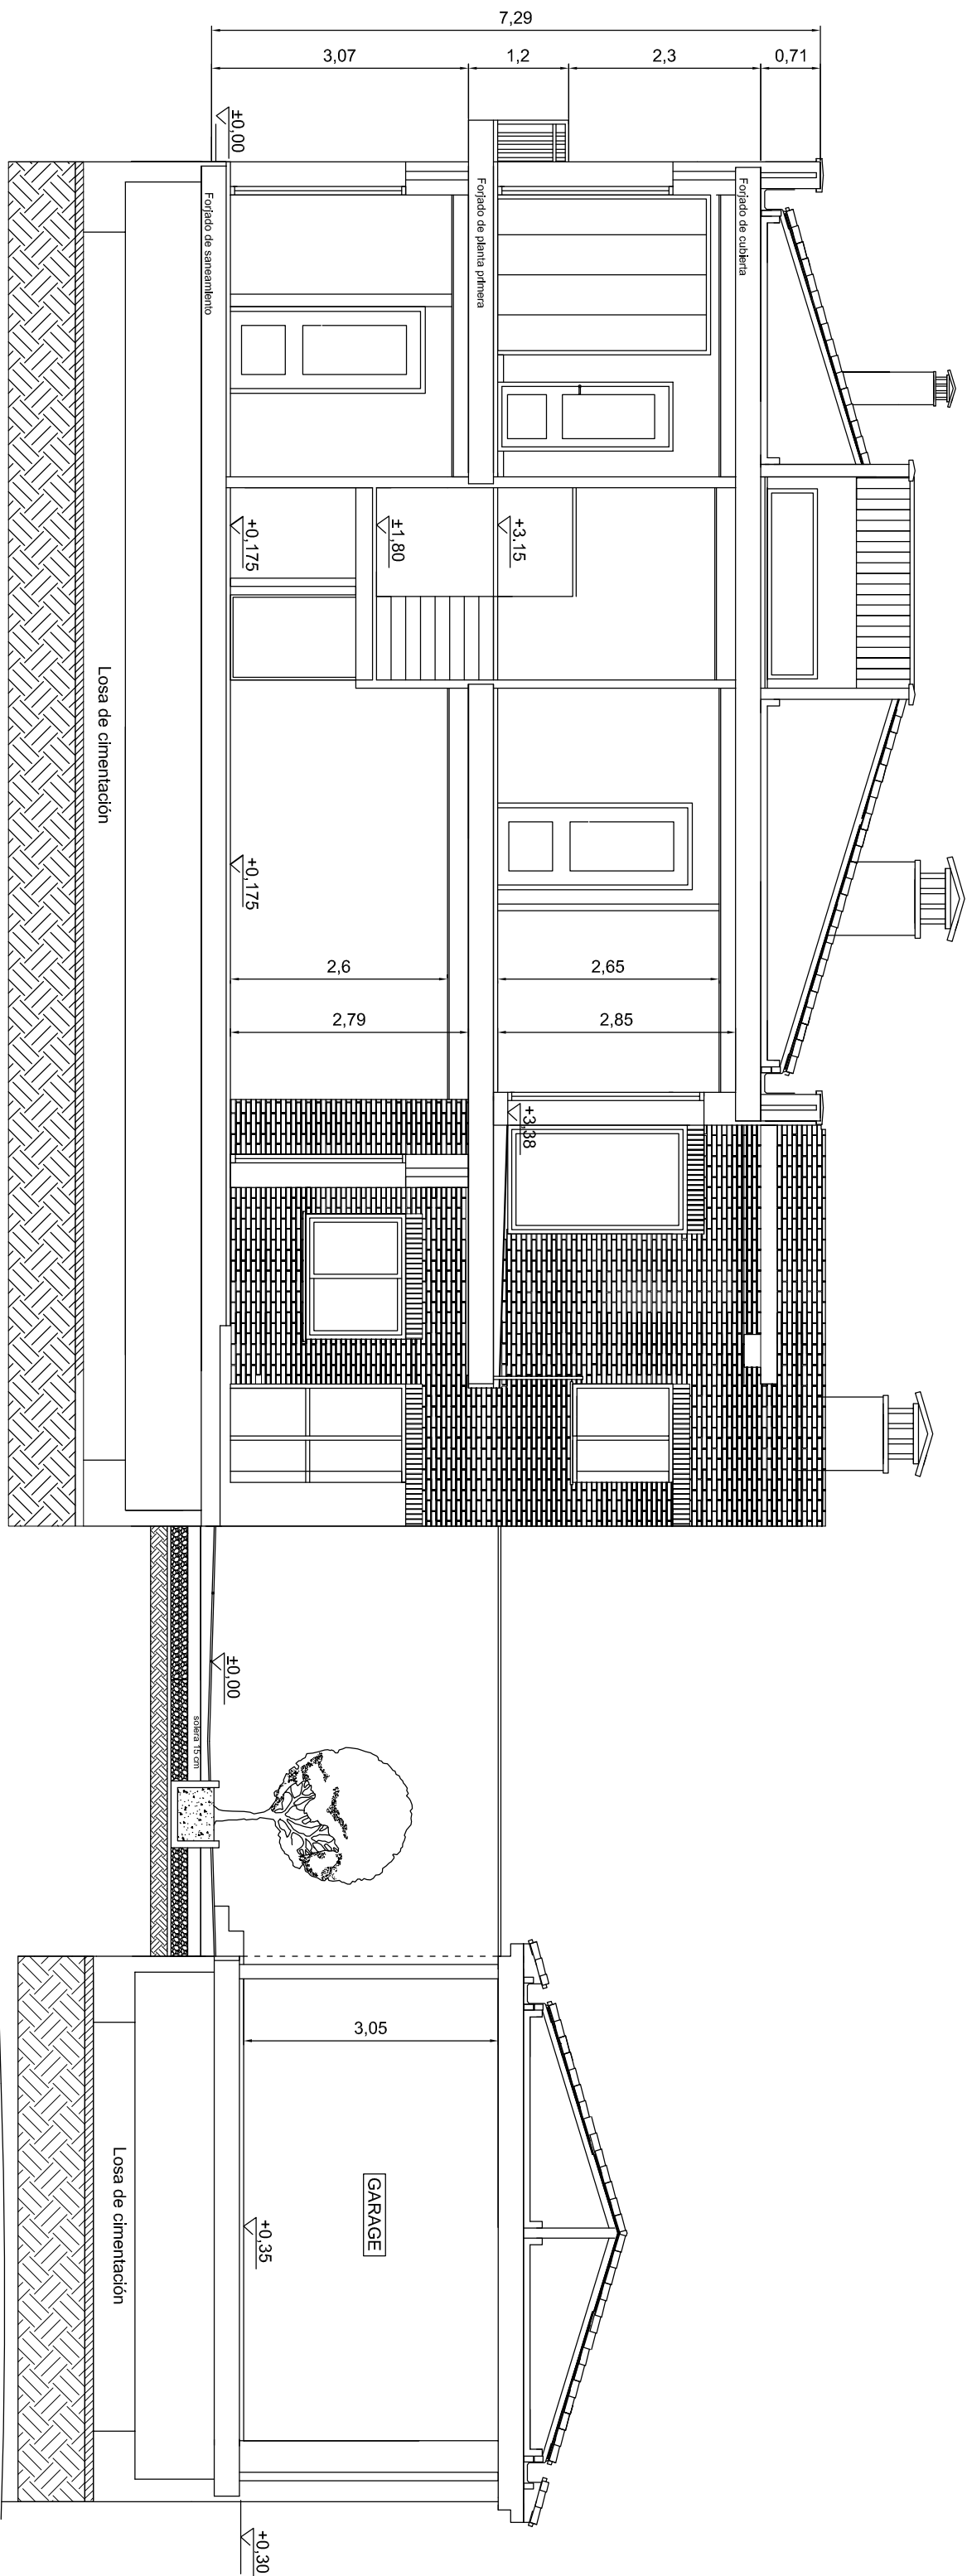 7,29
3,07
1,2
2,3
0,71
±0,00
Forjado de saneamiento
Forjado de planta primera
Forjado de cubierta
+0,175
±1,80
+3.15
Losa de cimentación
+0,175
2,6
2,65
2,79
2,85
+3,38
±0,00
solera 15 cm
3,05
GARAGE
+0,35
Losa de cimentación
+0,30